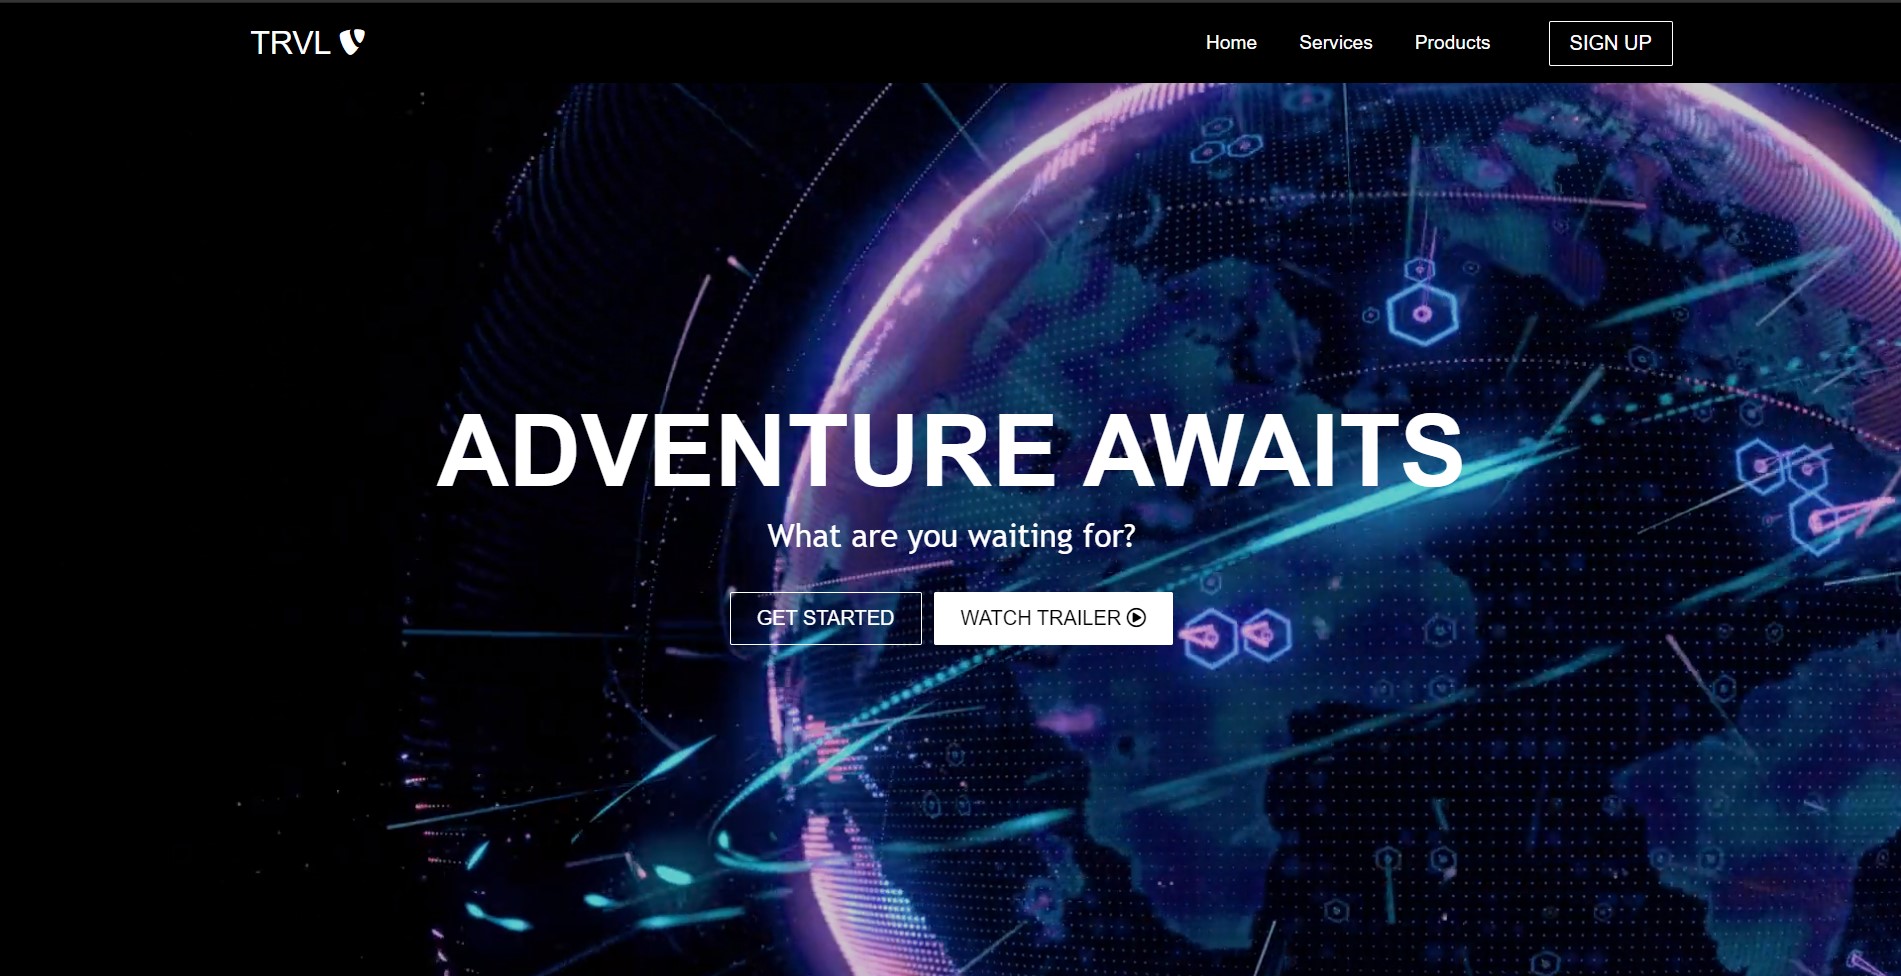 TRVL
Home Services Products SIGN UP
ADVENTURE AWAITS
What are you waiting for?
GET STARTED WATCH TRAILER